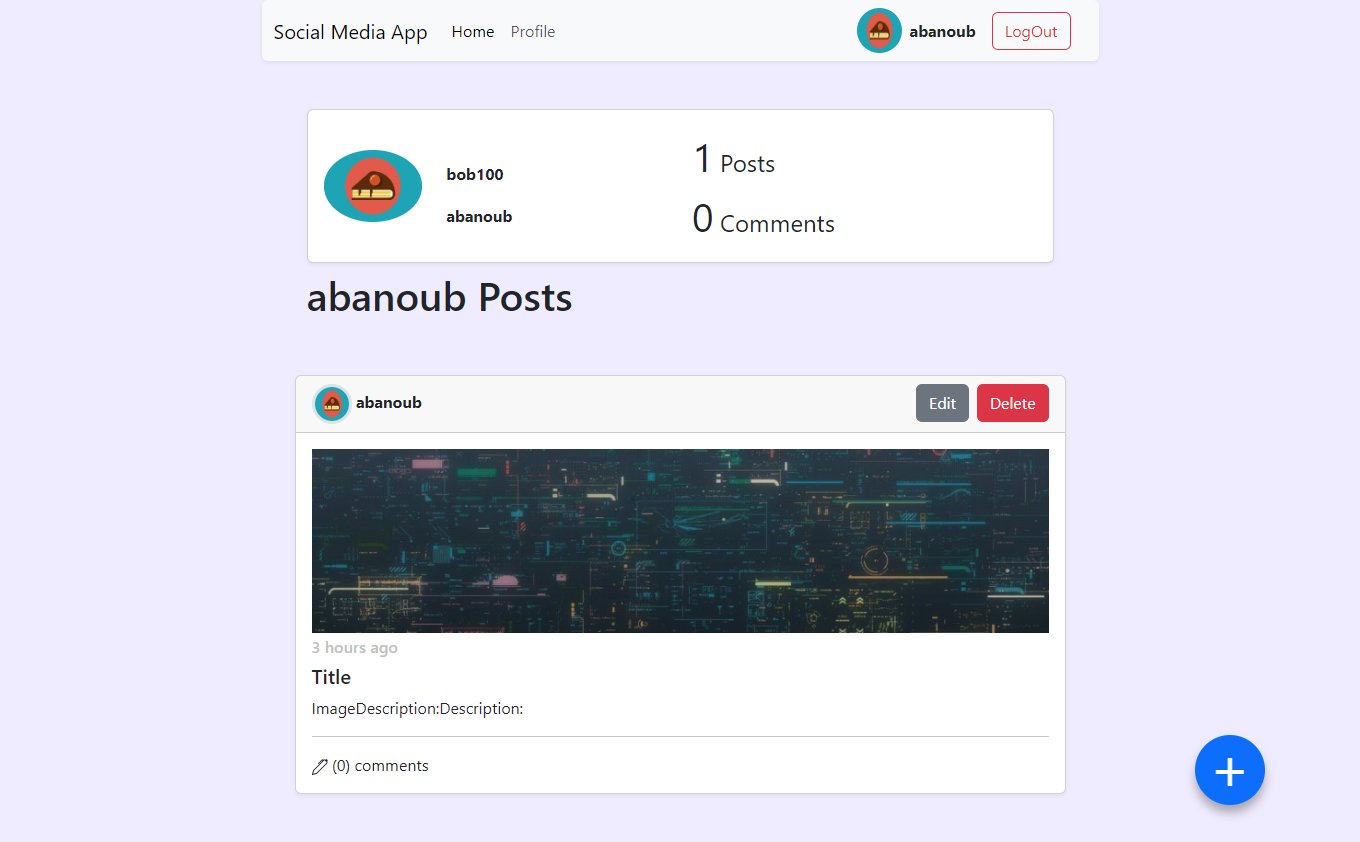 Social Media App Home Profile abanoub LogOut
bob100
abanoub
1 Posts
0 Comments
abanoub Posts
abanoub Edit Delete
3 hours ago
Title
ImageDescription:Description:
(0) comments
+